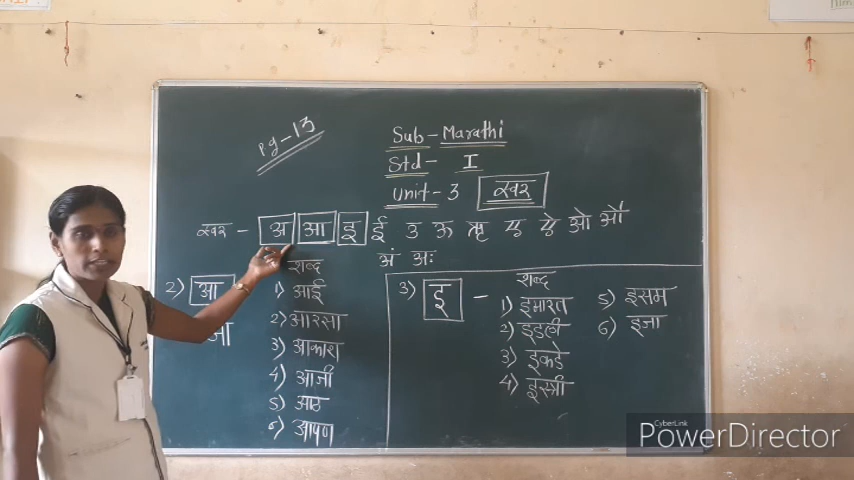 Pg-13
Sub- Marathi
Std- I
Unit-3 स्वर
स्वर - अ आ इ ई उ ऊ ऋ ए ऐ ओ औ
अं अः
2) आ
शब्द
1) आई
2) आरसा
3) आकाश
4) आजी
5) आठ
6) आपण
3) इ -
शब्द
1) इमारत
2) इडली
3) इकडे
4) इस्त्री
5) इसम
6) इजा
CyberLink
PowerDirector